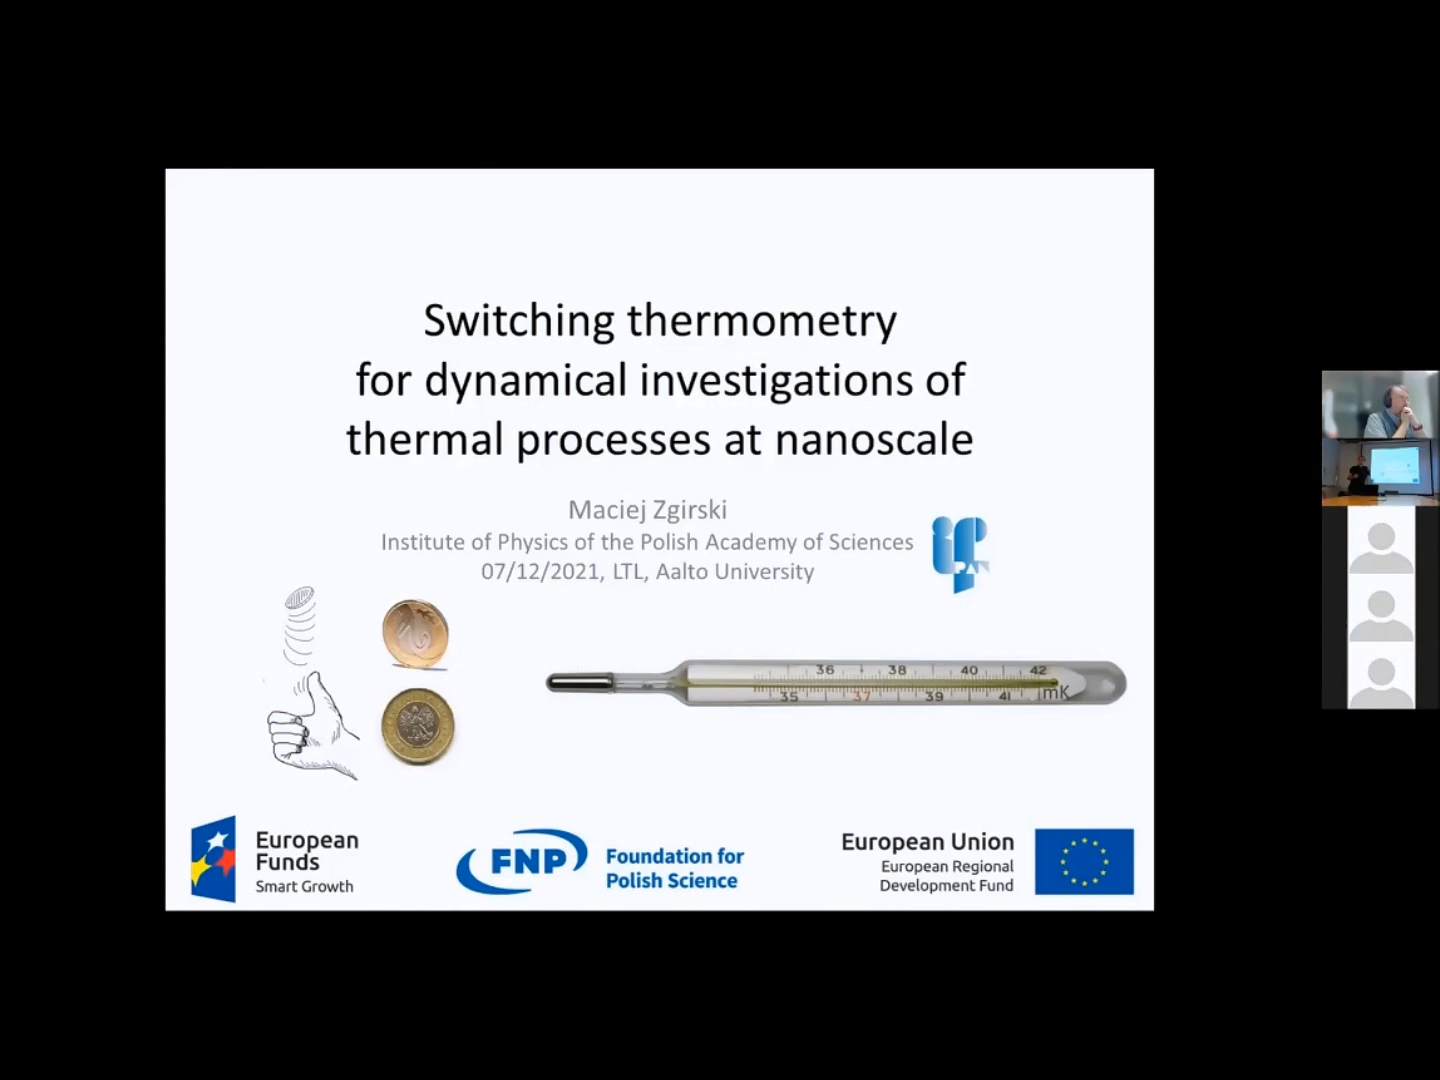 Switching thermometry
for dynamical investigations of
thermal processes at nanoscale
Maciej Zgirski
Institute of Physics of the Polish Academy of Sciences
07/12/2021, LTL, Aalto University
if
PAN
36 38 40 42
35 37 39 41 mK
European
Funds
Smart Growth
FNP
Foundation for
Polish Science
European Union
European Regional
Development Fund